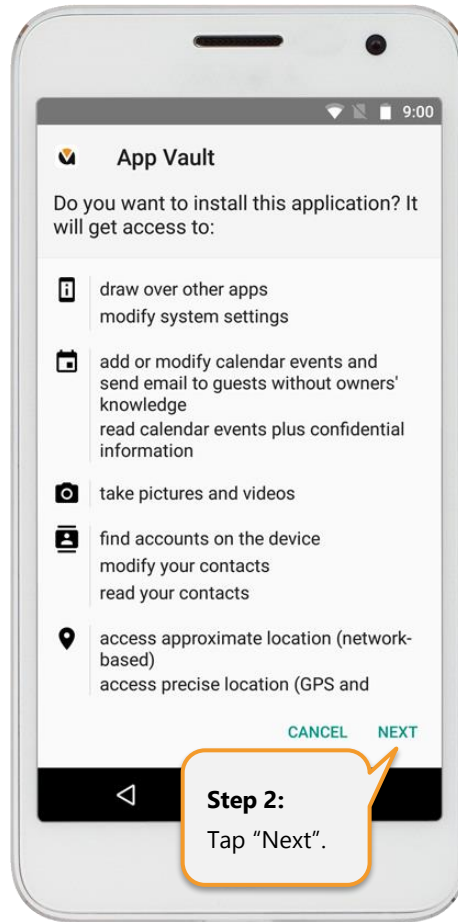 9:00
App Vault
Do you want to install this application? It
will get access to:
draw over other apps
modify system settings
add or modify calendar events and
send email to guests without owners'
knowledge
read calendar events plus confidential
information
take pictures and videos
find accounts on the device
modify your contacts
read your contacts
access approximate location (network-
based)
access precise location (GPS and
CANCEL NEXT
Step 2:
Tap “Next”.